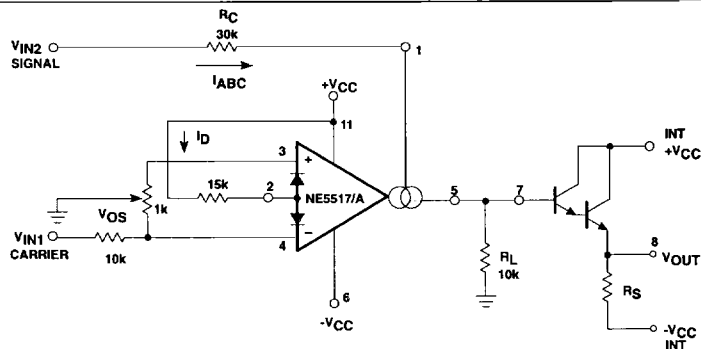 RC
30k
VIN2
SIGNAL
1
IABC
+VCC
11
INT
+VCC
ID
3
+
15k
2
NE5517/A
5
7
VOS
1k
VIN1
CARRIER
10k
4
−
RL
10k
8
VOUT
RS
6
-VCC
-VCC
INT